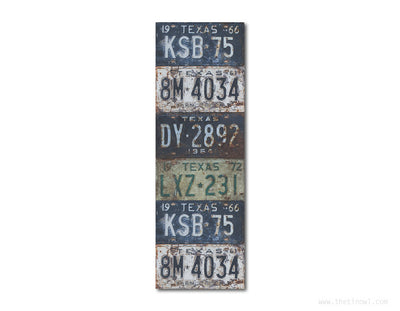 19 TEXAS 66
KSB·75
TEXAS
8M·4034
TEXAS
DY·2892
1954
TEXAS 72
LXZ·231
19 TEXAS 66
KSB·75
TEXAS
8M·4034
www.thetinowl.com